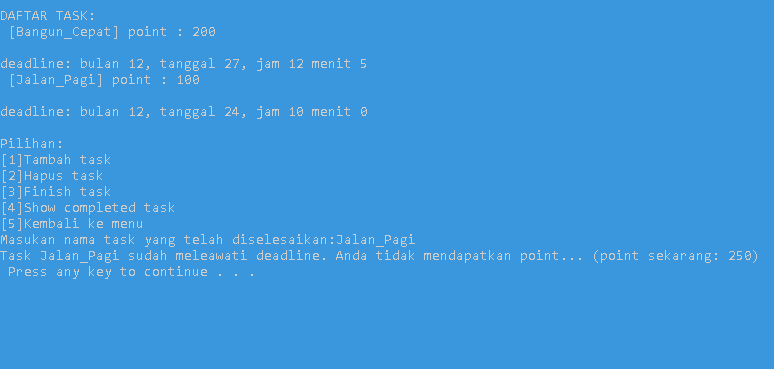 DAFTAR TASK:
[Bangun_Cepat] point : 200
deadline: bulan 12, tanggal 27, jam 12 menit 5
[Jalan_Pagi] point : 100
deadline: bulan 12, tanggal 24, jam 10 menit 0
Pilihan:
[1]Tambah task
[2]Hapus task
[3]Finish task
[4]Show completed task
[5]Kembali ke menu
Masukan nama task yang telah diselesaikan:Jalan_Pagi
Task Jalan_Pagi sudah meleawati deadline. Anda tidak mendapatkan point... (point sekarang: 250)
Press any key to continue . . .